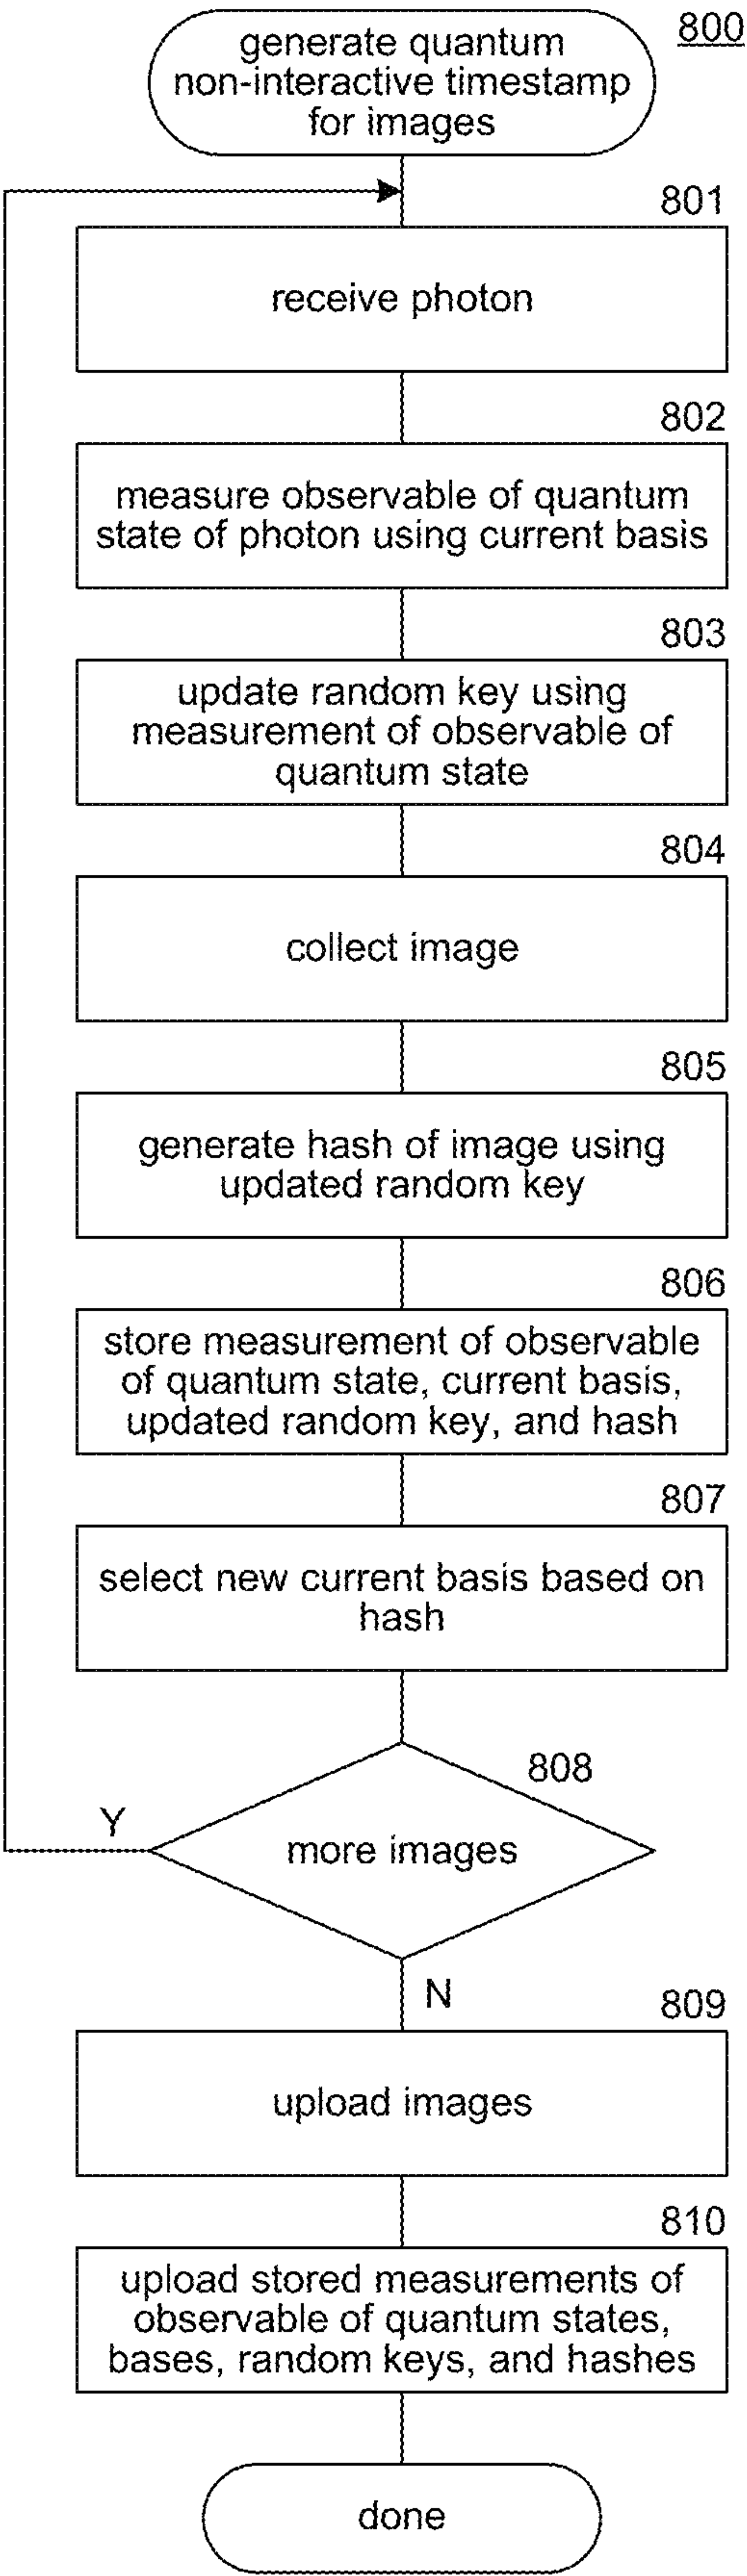 800
generate quantum
non-interactive timestamp
for images
801
receive photon
802
measure observable of quantum
state of photon using current basis
803
update random key using
measurement of observable of
quantum state
804
collect image
805
generate hash of image using
updated random key
806
store measurement of observable
of quantum state, current basis,
updated random key, and hash
807
select new current basis based on
hash
808
more images
Y
N
809
upload images
810
upload stored measurements of
observable of quantum states,
bases, random keys, and hashes
done